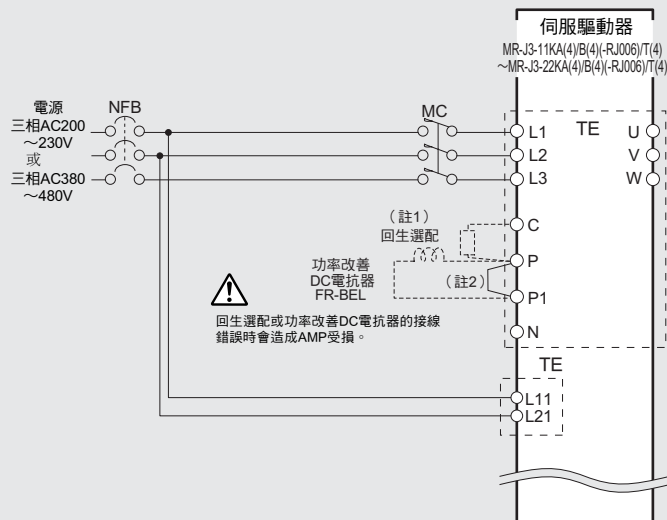 伺服驅動器
MR-J3-11KA(4)/B(4)(-RJ006)/T(4)
～MR-J3-22KA(4)/B(4)(-RJ006)/T(4)
電源
三相AC200
～230V
或
三相AC380
～480V
NFB
MC
L1
L2
L3
TE
U
V
W
（註1）
回生選配
C
P
功率改善
DC電抗器
FR-BEL
（註2）
P1
N
回生選配或功率改善DC電抗器的接線
錯誤時會造成AMP受損。
TE
L11
L21